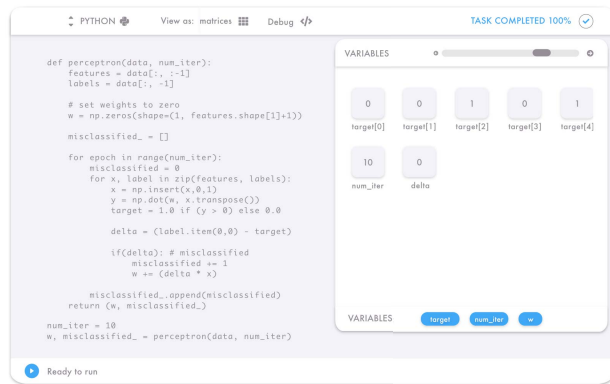 PYTHON View as: matrices Debug </> TASK COMPLETED 100%
def perceptron(data, num_iter):
    features = data[:, :-1]
    labels = data[:, -1]
    # set weights to zero
    w = np.zeros(shape=(1, features.shape[1]+1))
    misclassified_ = []
    for epoch in range(num_iter):
        misclassified = 0
        for x, label in zip(features, labels):
            x = np.insert(x,0,1)
            y = np.dot(w, x.transpose())
            target = 1.0 if (y > 0) else 0.0
            delta = (label.item(0,0) - target)
            if(delta): # misclassified
                misclassified += 1
                w += (delta * x)
        misclassified_.append(misclassified)
    return (w, misclassified_)
num_iter = 10
w, misclassified_ = perceptron(data, num_iter)
VARIABLES
0 0 1 0 1
target[0] target[1] target[2] target[3] target[4]
10 0
num_iter delta
VARIABLES target num_iter w
Ready to run